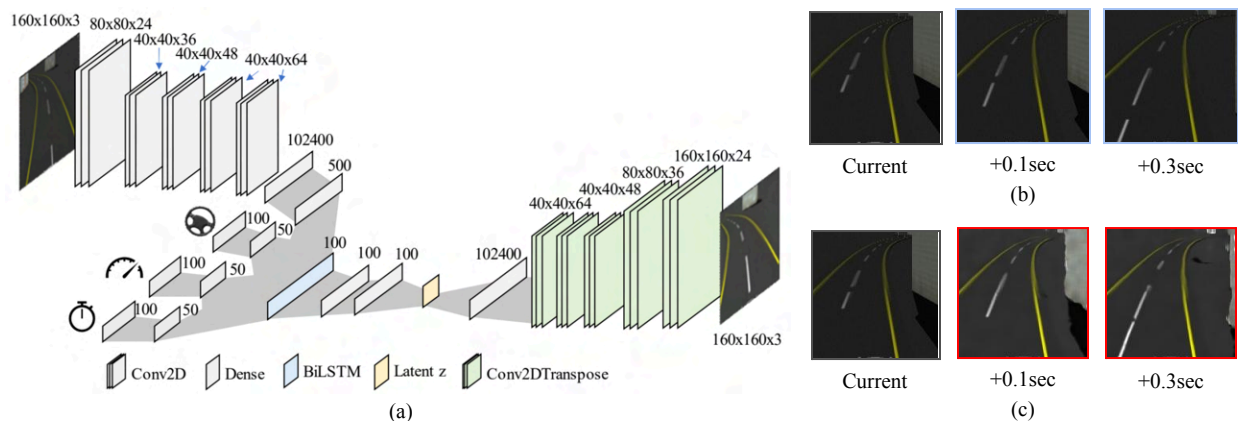 160x160x3
80x80x24
40x40x36
40x40x48
40x40x64
102400
500
100
50
100
50
100
50
100
100
100
102400
40x40x64
40x40x48
80x80x36
160x160x24
160x160x3
Conv2D
Dense
BiLSTM
Latent z
Conv2DTranspose
(a)
Current
+0.1sec
+0.3sec
(b)
Current
+0.1sec
+0.3sec
(c)